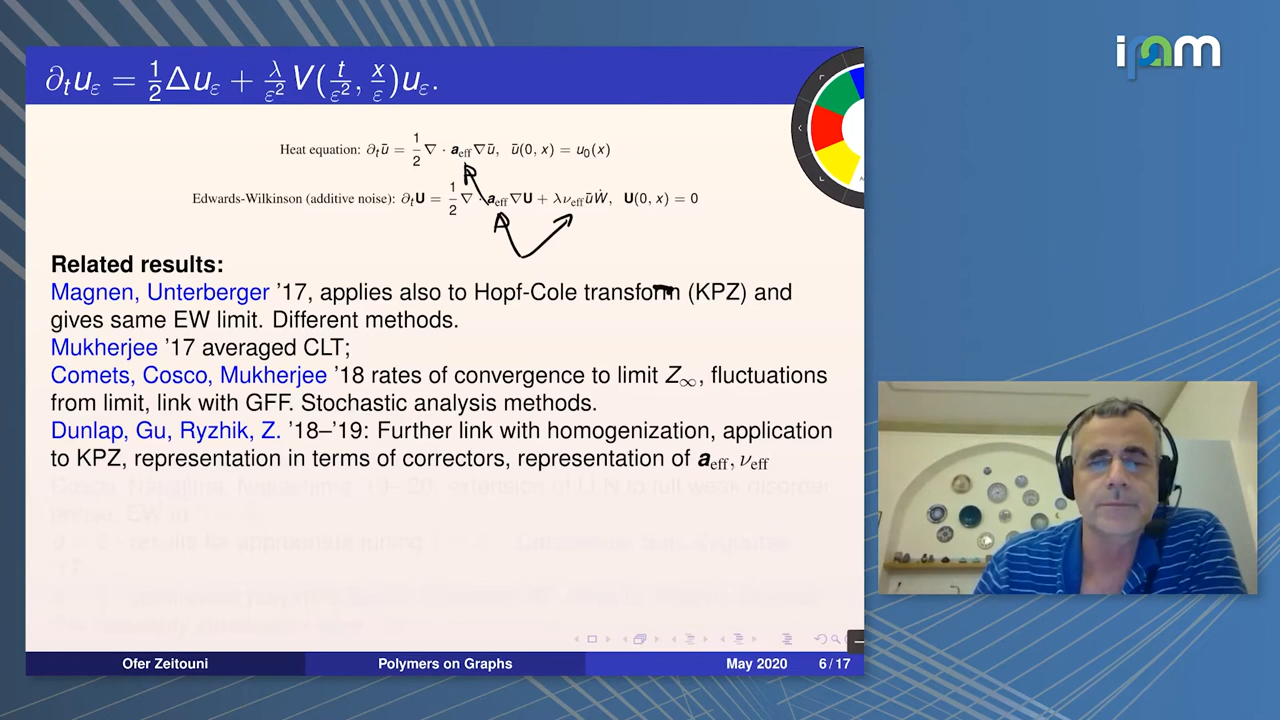 ipam
∂ₜuε = ½Δuε + λ/ε² V(t/ε², x/ε)uε.
Heat equation: ∂ₜū = ½∇ · a_eff∇ū, ū(0, x) = u₀(x)
Edwards-Wilkinson (additive noise): ∂ₜU = ½∇ · a_eff∇U + λν_effūẆ, U(0, x) = 0
Related results:
Magnen, Unterberger '17, applies also to Hopf-Cole transform (KPZ) and
gives same EW limit. Different methods.
Mukherjee '17 averaged CLT;
Comets, Cosco, Mukherjee '18 rates of convergence to limit Z∞, fluctuations
from limit, link with GFF. Stochastic analysis methods.
Dunlap, Gu, Ryzhik, Z. '18–'19: Further link with homogenization, application
to KPZ, representation in terms of correctors, representation of a_eff, ν_eff
Ofer Zeitouni Polymers on Graphs May 2020 6/17